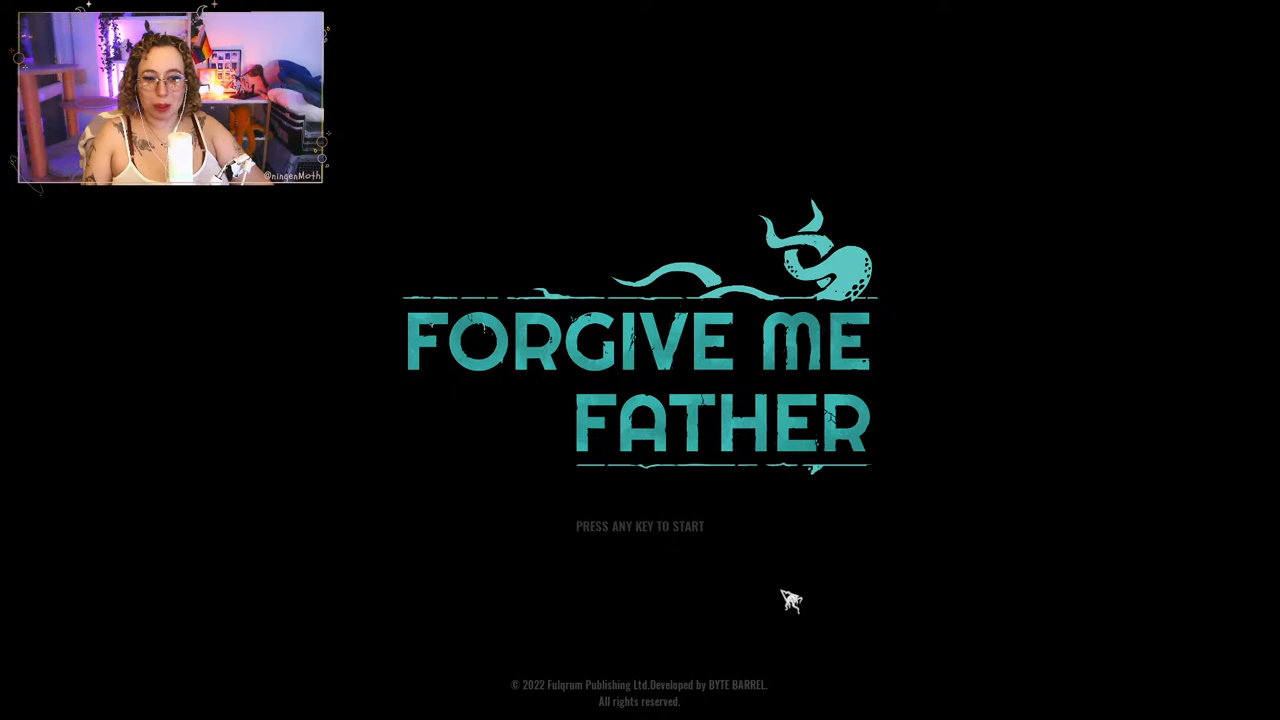 @ningenMoth
FORGIVE ME
FATHER
PRESS ANY KEY TO START
© 2022 Fulqrum Publishing Ltd.Developed by BYTE BARREL.
All rights reserved.